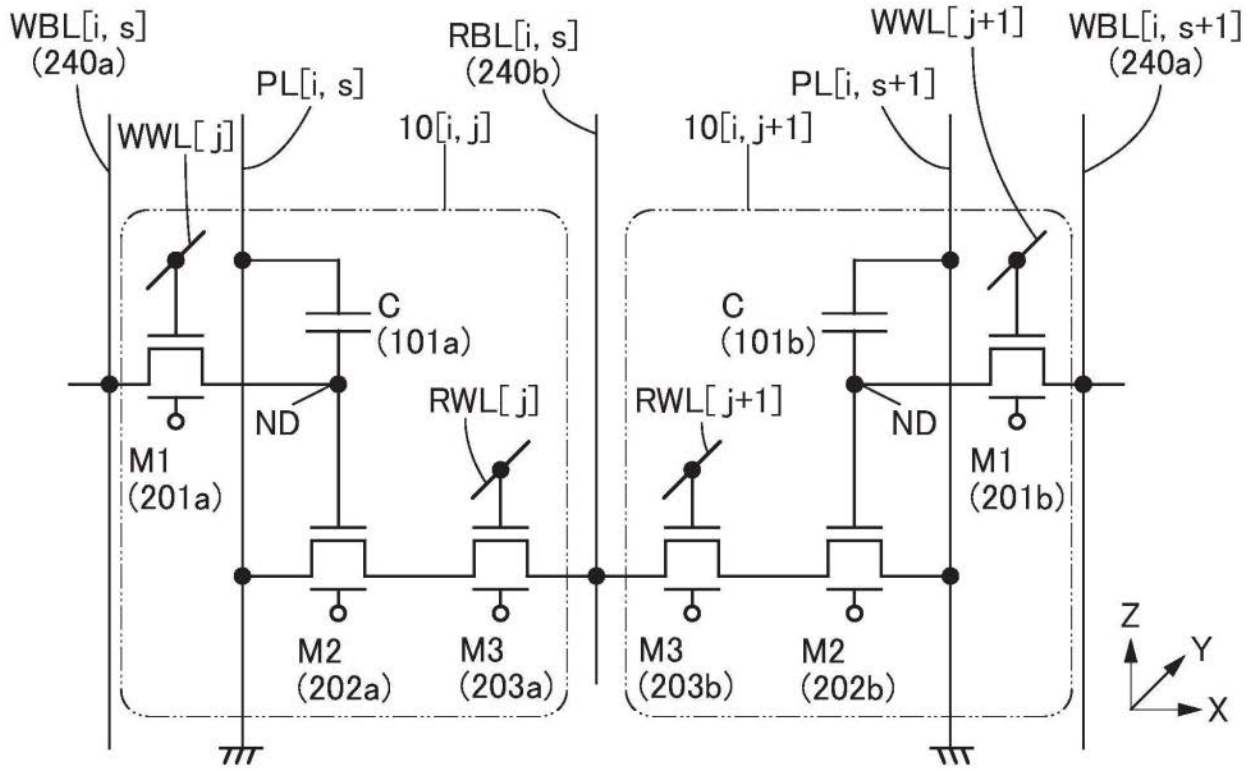 WBL[i, s]
(240a)
PL[i, s]
WWL[j]
10[i, j]
RBL[i, s]
(240b)
10[i, j+1]
PL[i, s+1]
WWL[j+1]
WBL[i, s+1]
(240a)
C
(101a)
C
(101b)
ND
RWL[j]
RWL[j+1]
ND
M1
(201a)
M1
(201b)
M2
(202a)
M3
(203a)
M3
(203b)
M2
(202b)
Z
Y
X